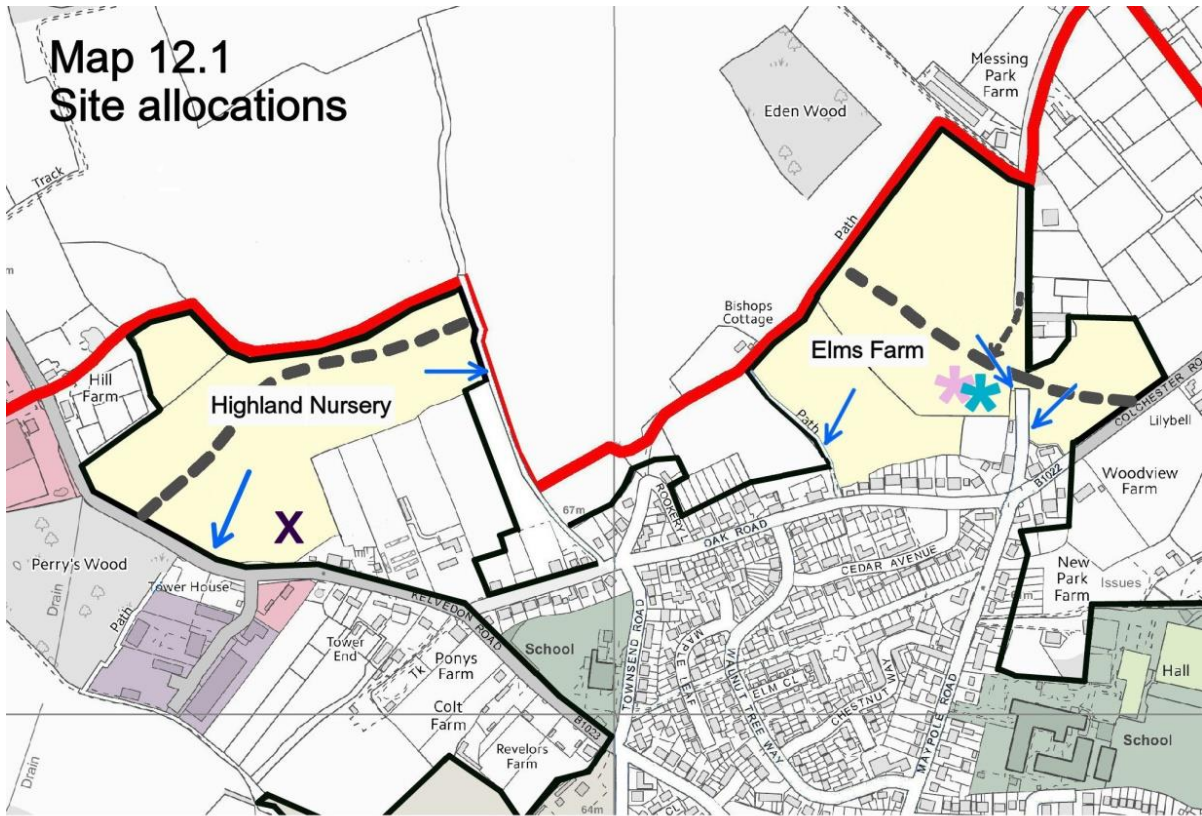 Map 12.1
Site allocations
Messing
Park
Farm
Eden Wood
Track
Path
Bishops
Cottage
Elms Farm
Hill
Farm
Highland Nursery
COLCHESTER RO
Lilybell
B1022
Woodview
Farm
Path
67m
ROOKERY L
OAK ROAD
X
Perry's Wood
Drain
Path
Tower House
KELVEDON ROAD
CEDAR AVENUE
New
Park
Farm
Issues
Tower
End
Tk
Ponys
Farm
School
TOWNSEND ROAD
MAPLE LEAF
WALNUT TREE WAY
ELM CL
CHESTNUT WAY
MAYPOLE ROAD
Hall
Colt
Farm
B1023
Revelors
Farm
School
Drain
64m
CL